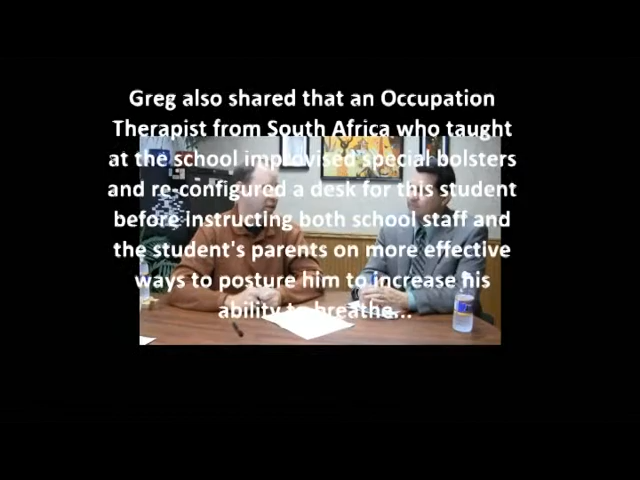 Greg also shared that an Occupation
Therapist from South Africa who taught
at the school improvised special bolsters
and re-configured a desk for this student
before instructing both school staff and
the student's parents on more effective
ways to posture him to increase his
ability to breathe...